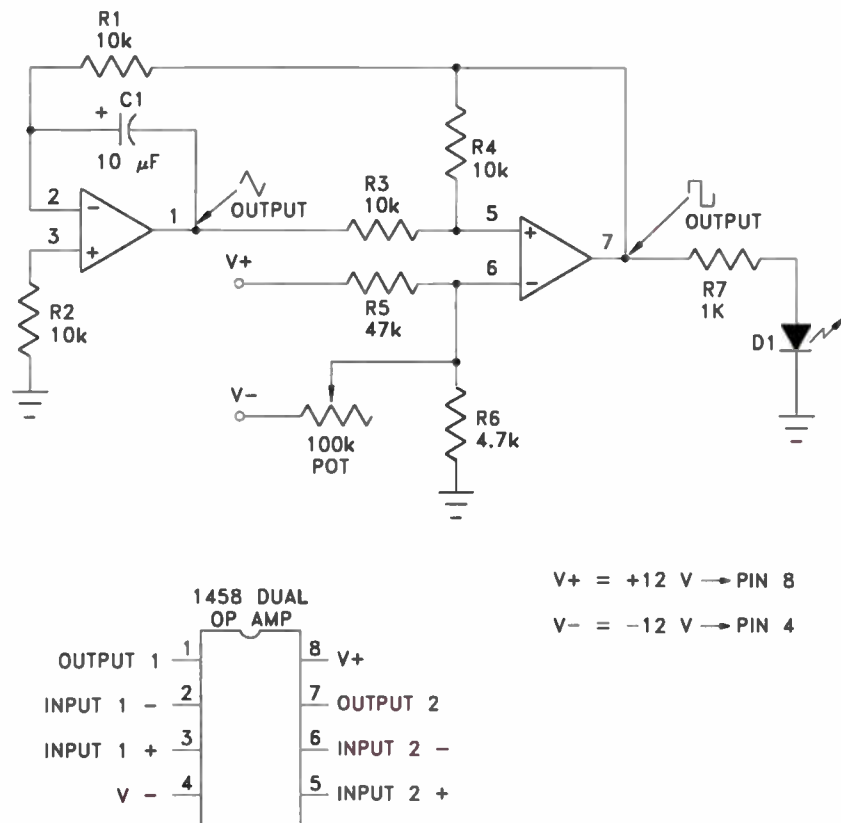 R1
10k
+
C1
10 µF
2
-
3
+
1
OUTPUT
R2
10k
R3
10k
R4
10k
5
+
6
-
7
OUTPUT
V+
R5
47k
V-
100k
POT
R6
4.7k
R7
1K
D1
V+ = +12 V → PIN 8
V- = -12 V → PIN 4
1458 DUAL
OP AMP
OUTPUT 1 1
INPUT 1 - 2
INPUT 1 + 3
V - 4
8 V+
7 OUTPUT 2
6 INPUT 2 -
5 INPUT 2 +